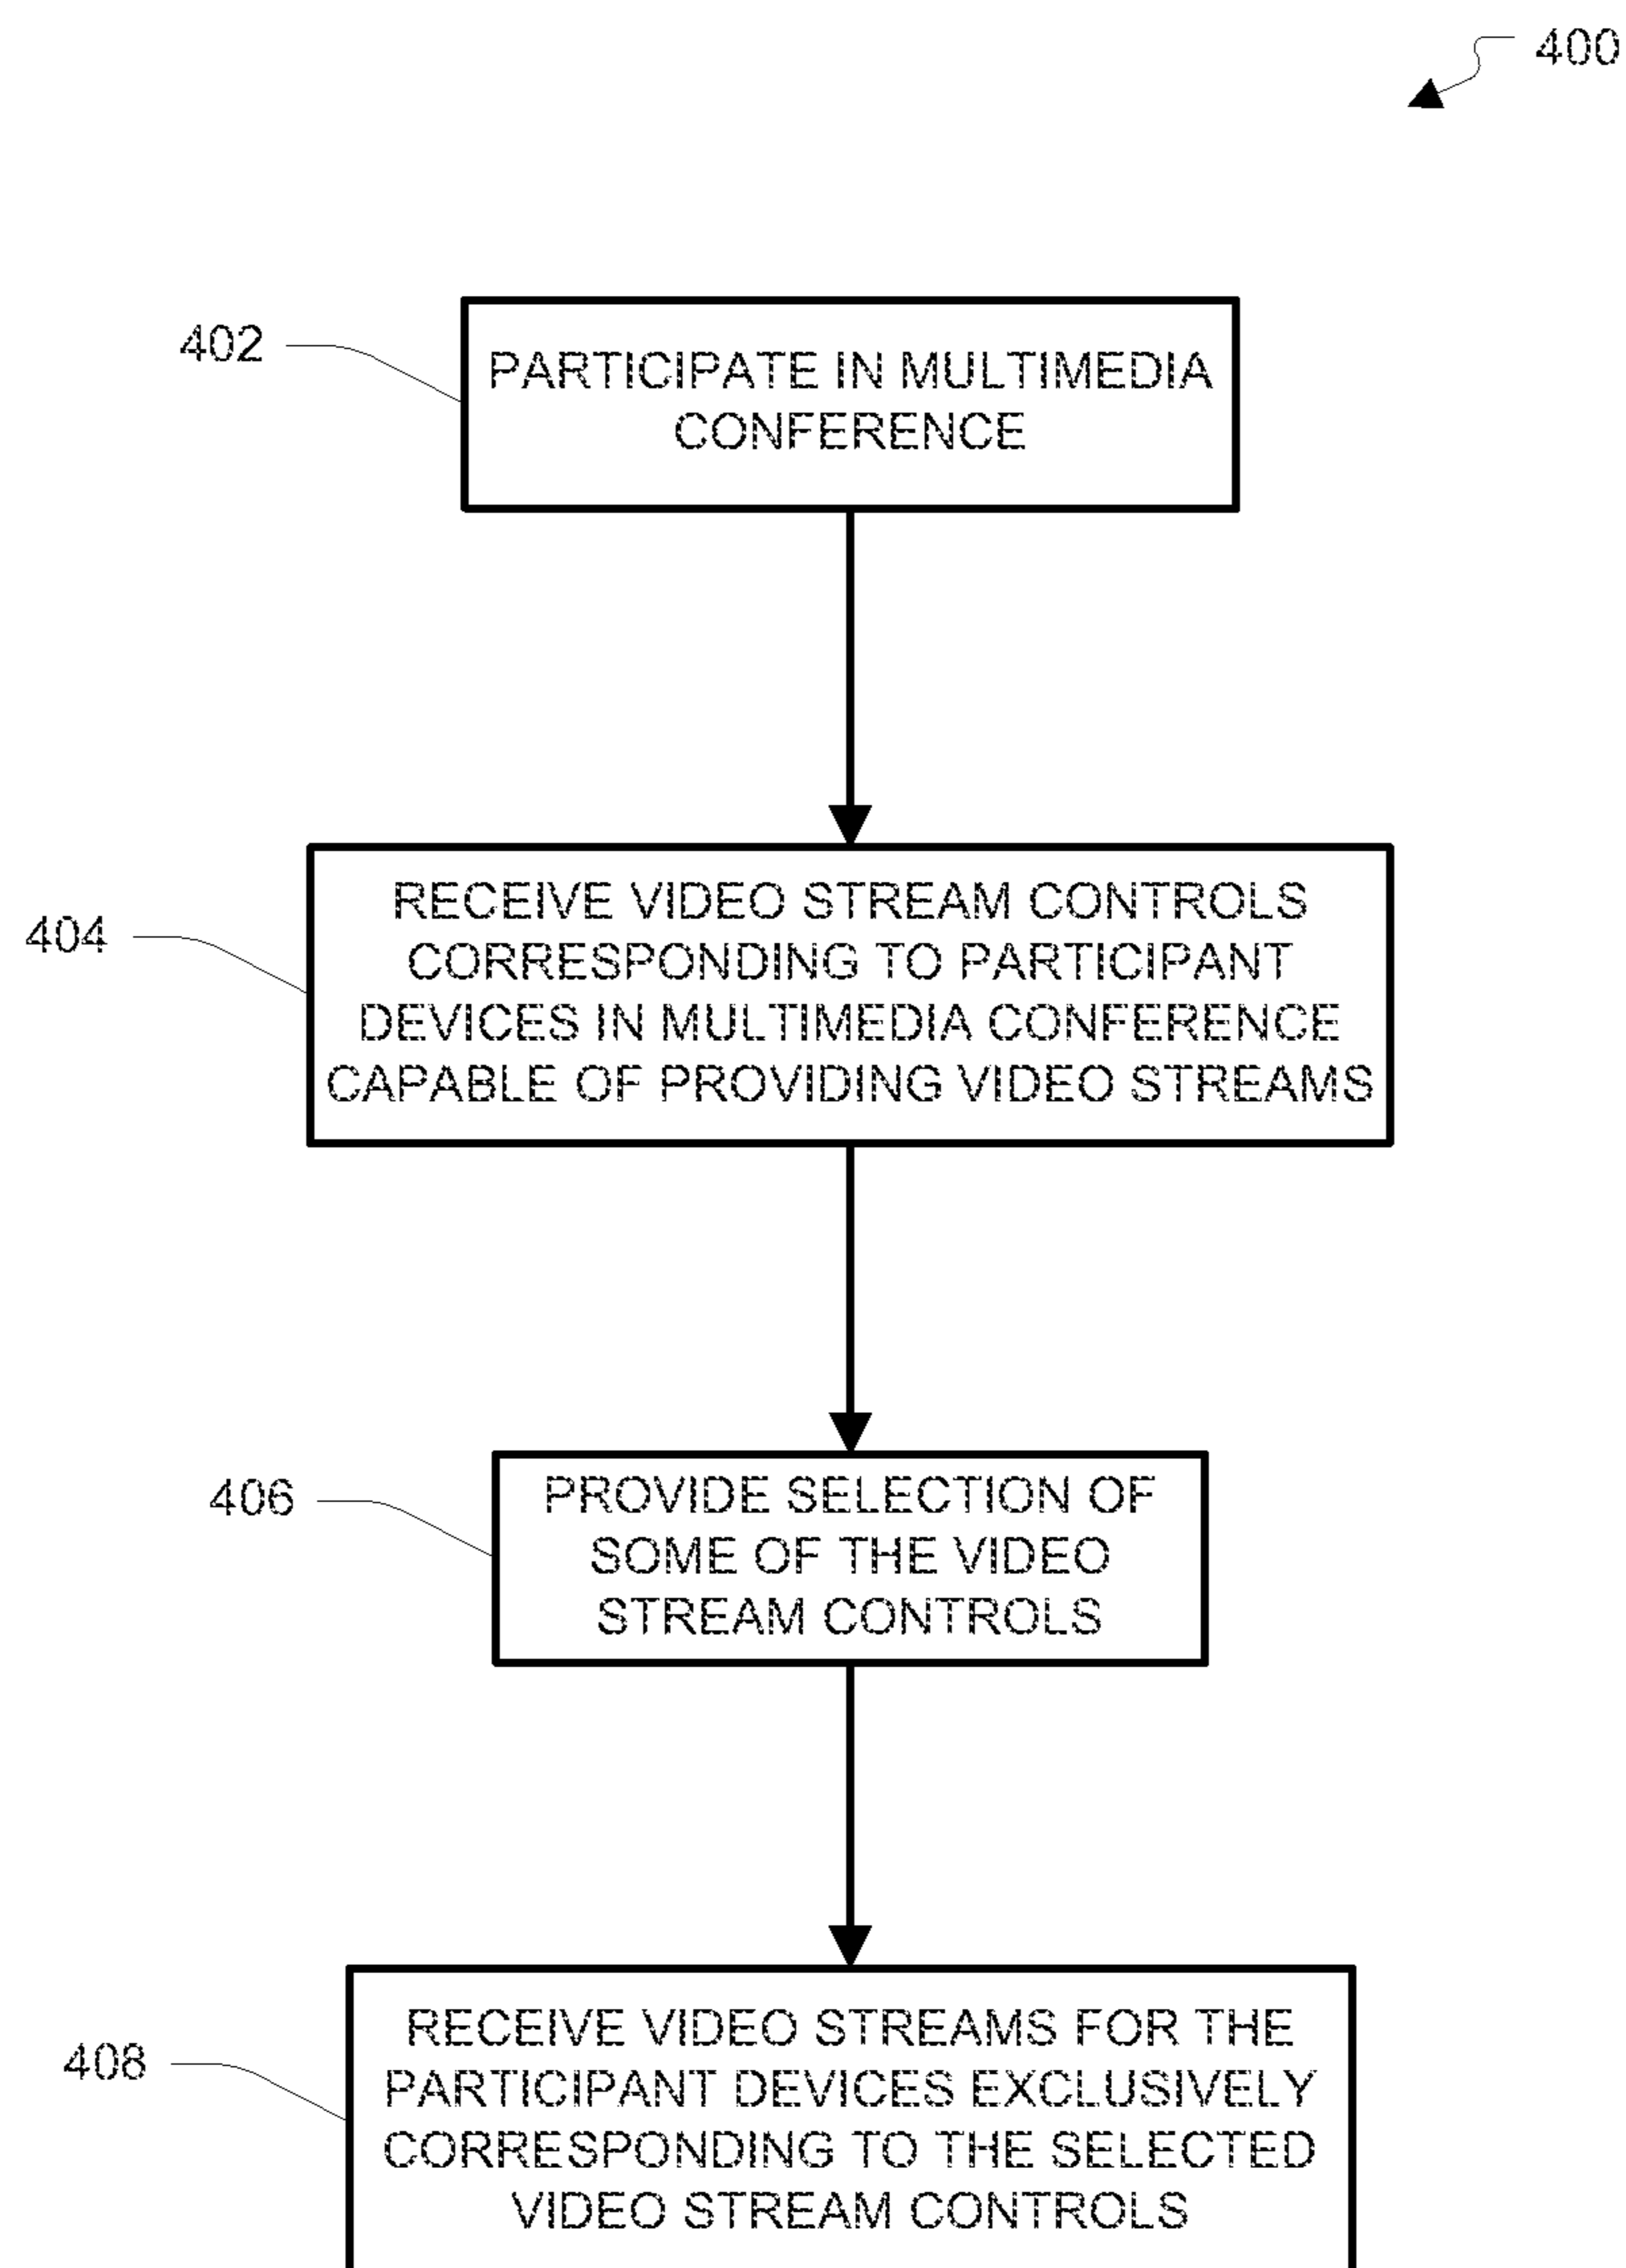 400
402
PARTICIPATE IN MULTIMEDIA
CONFERENCE
404
RECEIVE VIDEO STREAM CONTROLS
CORRESPONDING TO PARTICIPANT
DEVICES IN MULTIMEDIA CONFERENCE
CAPABLE OF PROVIDING VIDEO STREAMS
406
PROVIDE SELECTION OF
SOME OF THE VIDEO
STREAM CONTROLS
408
RECEIVE VIDEO STREAMS FOR THE
PARTICIPANT DEVICES EXCLUSIVELY
CORRESPONDING TO THE SELECTED
VIDEO STREAM CONTROLS